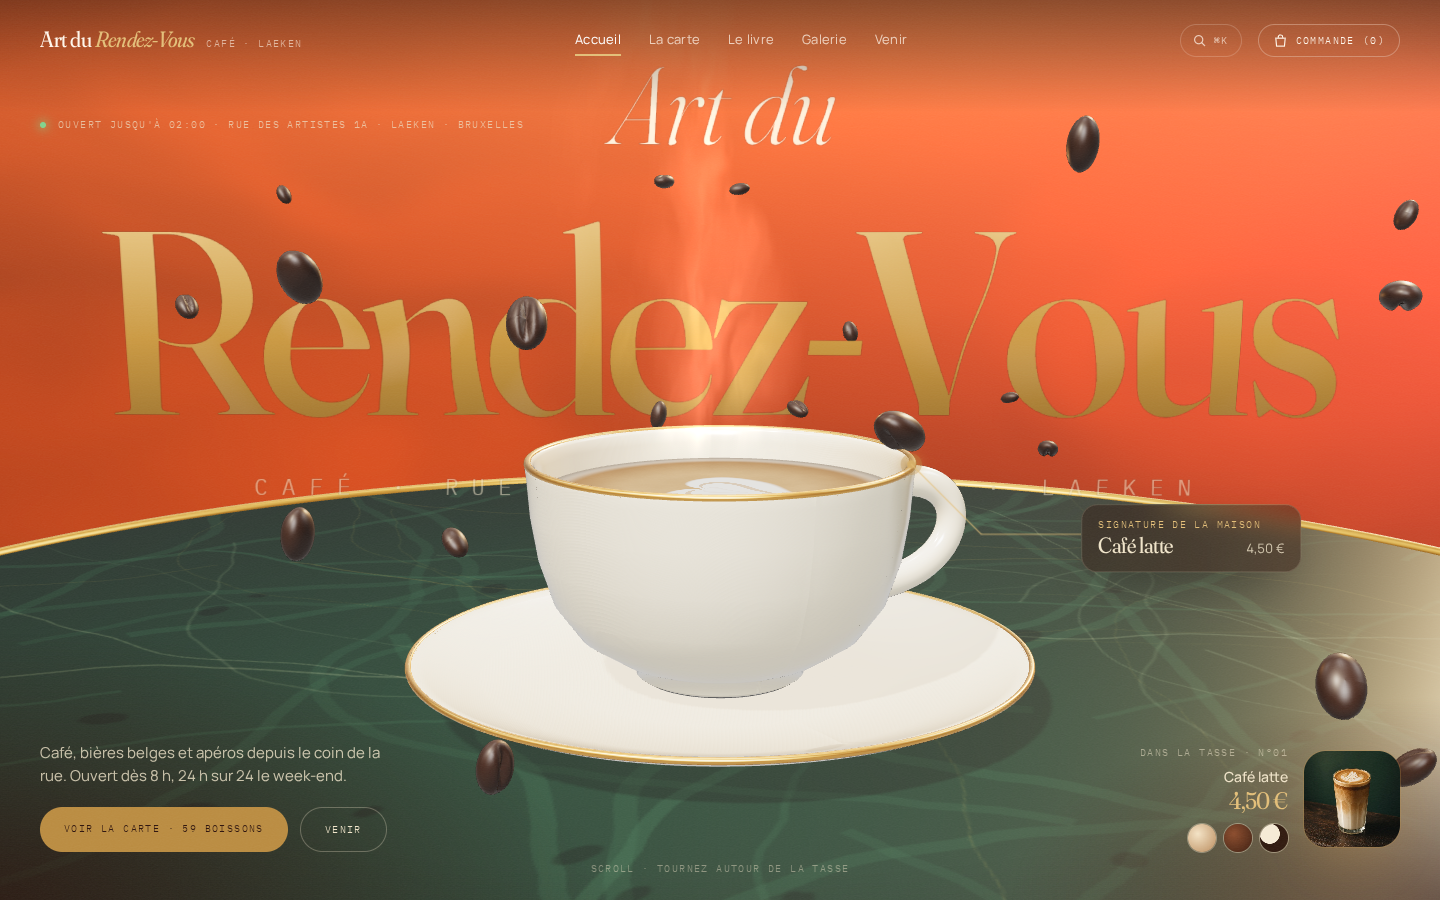 Art du Rendez-Vous CAFÉ · LAEKEN
Accueil
La carte
Le livre
Galerie
Venir
⌘K
COMMANDE (0)
OUVERT JUSQU'À 02:00 · RUE DES ARTISTES 1A · LAEKEN · BRUXELLES
Art du
Rendez-Vous
CAFÉ · RUE · LAEKEN
SIGNATURE DE LA MAISON
Café latte 4,50 €
Café, bières belges et apéros depuis le coin de la
rue. Ouvert dès 8 h, 24 h sur 24 le week-end.
VOIR LA CARTE · 59 BOISSONS
VENIR
SCROLL · TOURNEZ AUTOUR DE LA TASSE
DANS LA TASSE · N°01
Café latte
4,50 €